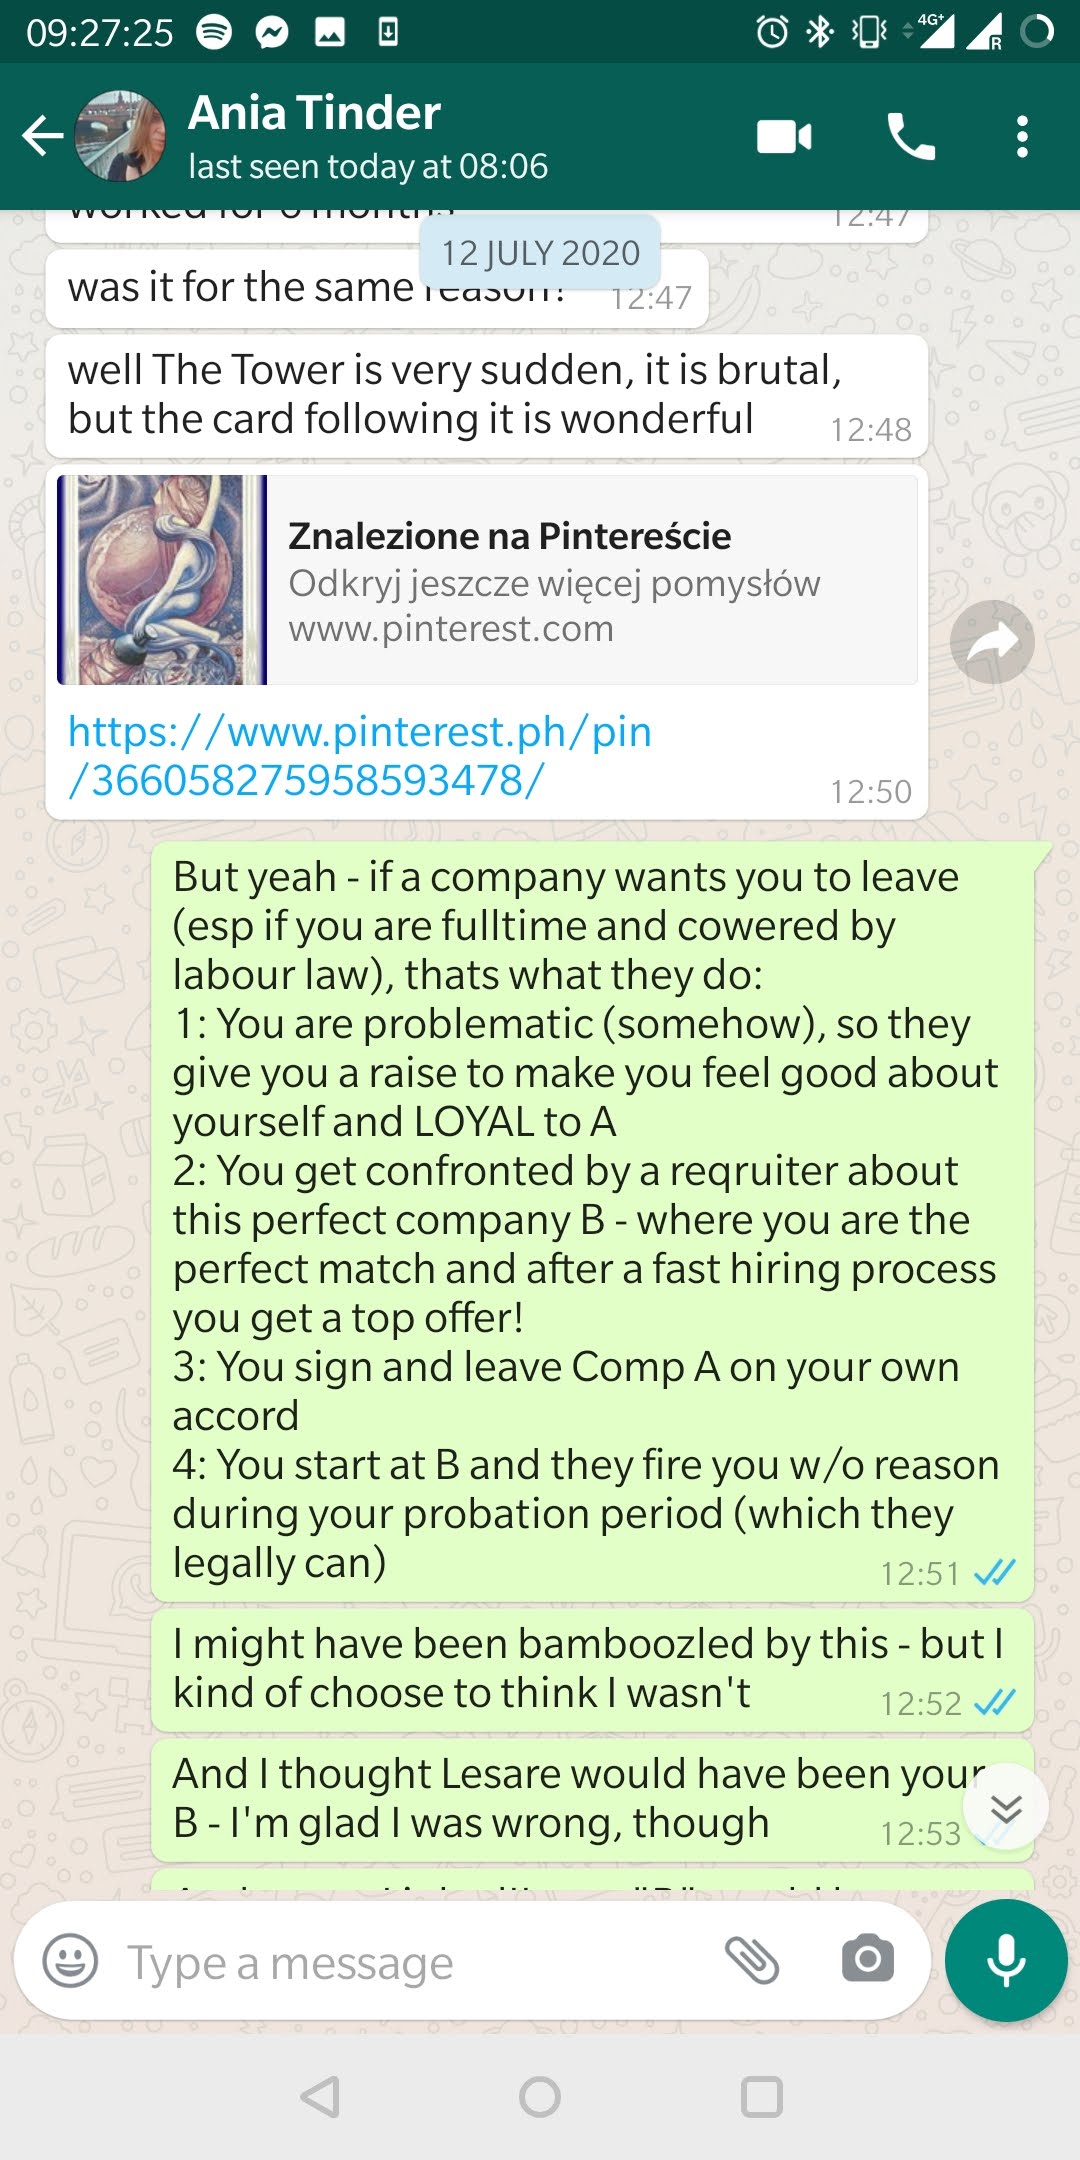 09:27:25
4G+
R
Ania Tinder
last seen today at 08:06
worked for 6 months
12:47
12 JULY 2020
was it for the same reason?
12:47
well The Tower is very sudden, it is brutal,
but the card following it is wonderful
12:48
Znalezione na Pintereście
Odkryj jeszcze więcej pomysłów
www.pinterest.com
https://www.pinterest.ph/pin
/366058275958593478/
12:50
But yeah - if a company wants you to leave
(esp if you are fulltime and cowered by
labour law), thats what they do:
1: You are problematic (somehow), so they
give you a raise to make you feel good about
yourself and LOYAL to A
2: You get confronted by a reqruiter about
this perfect company B - where you are the
perfect match and after a fast hiring process
you get a top offer!
3: You sign and leave Comp A on your own
accord
4: You start at B and they fire you w/o reason
during your probation period (which they
legally can)
12:51
I might have been bamboozled by this - but I
kind of choose to think I wasn't
12:52
And I thought Lesare would have been your
B - I'm glad I was wrong, though
12:53
Type a message